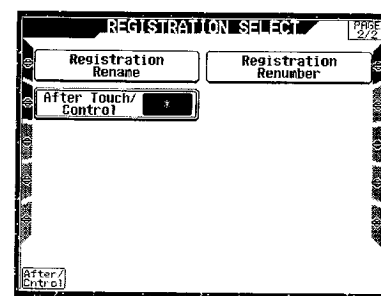 REGISTRATION SELECT
PAGE
2/2
Registration
Rename
Registration
Renumber
After Touch/
Control
*
After/
Cntrol